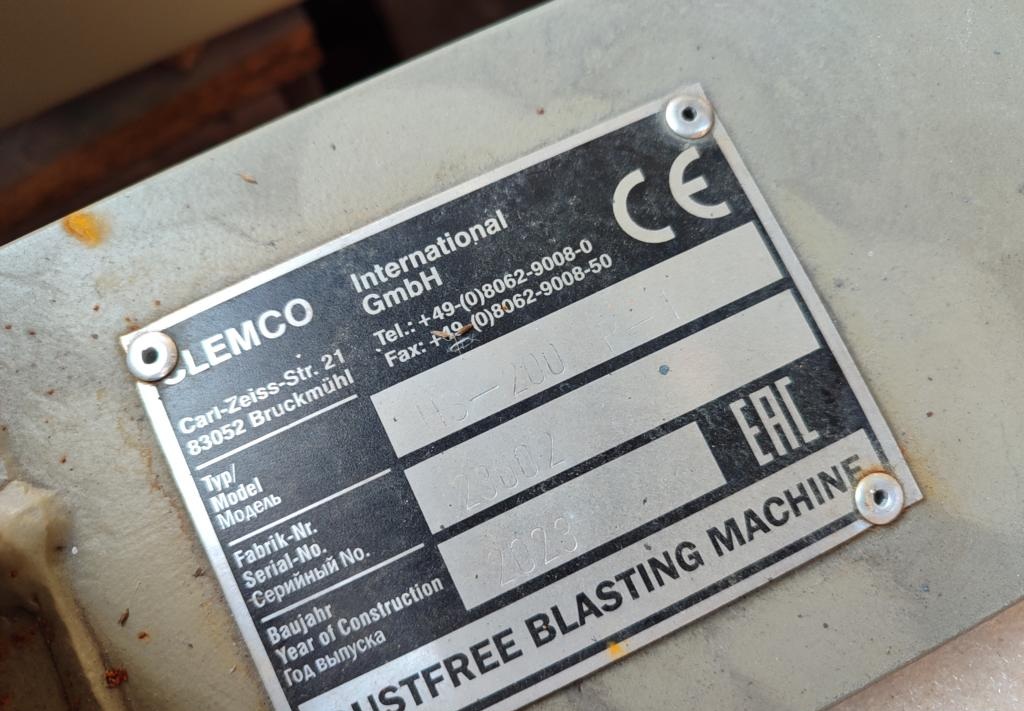 CLEMCO
International
GmbH
Carl-Zeiss-Str. 21
83052 Bruckmühl
Tel.: +49-(0)8062-9008-0
Fax: +49-(0)8062-9008-50
CE
Typ/
Model
Модель
Fabrik-Nr.
Serial-No.
Серийный No.
23602
Baujahr
Year of Construction
Год выпуска
2023
EAC
DUSTFREE BLASTING MACHINE